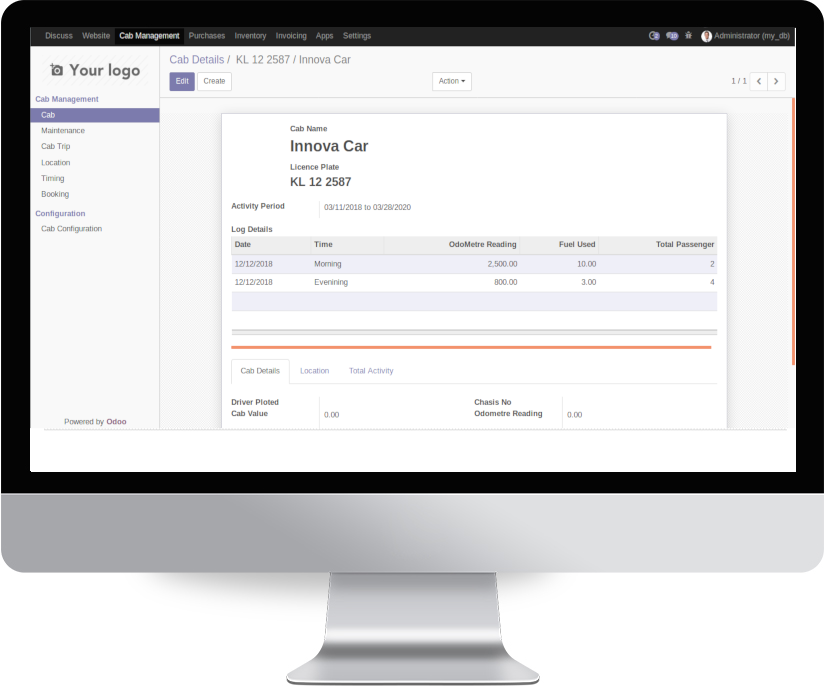 Discuss Website Cab Management Purchases Inventory Invoicing Apps Settings Administrator (my_db)
Your logo
Cab Details / KL 12 2587 / Innova Car
Edit Create Action 1 / 1
Cab Management
Cab
Maintenance
Cab Trip
Location
Timing
Booking
Configuration
Cab Configuration
Powered by Odoo
Cab Name
Innova Car
Licence Plate
KL 12 2587
Activity Period 03/11/2018 to 03/28/2020
Log Details
Date Time OdoMetre Reading Fuel Used Total Passenger
12/12/2018 Morning 2,500.00 10.00 2
12/12/2018 Evenining 800.00 3.00 4
Cab Details Location Total Activity
Driver Ploted Chasis No
Cab Value 0.00 Odometre Reading 0.00